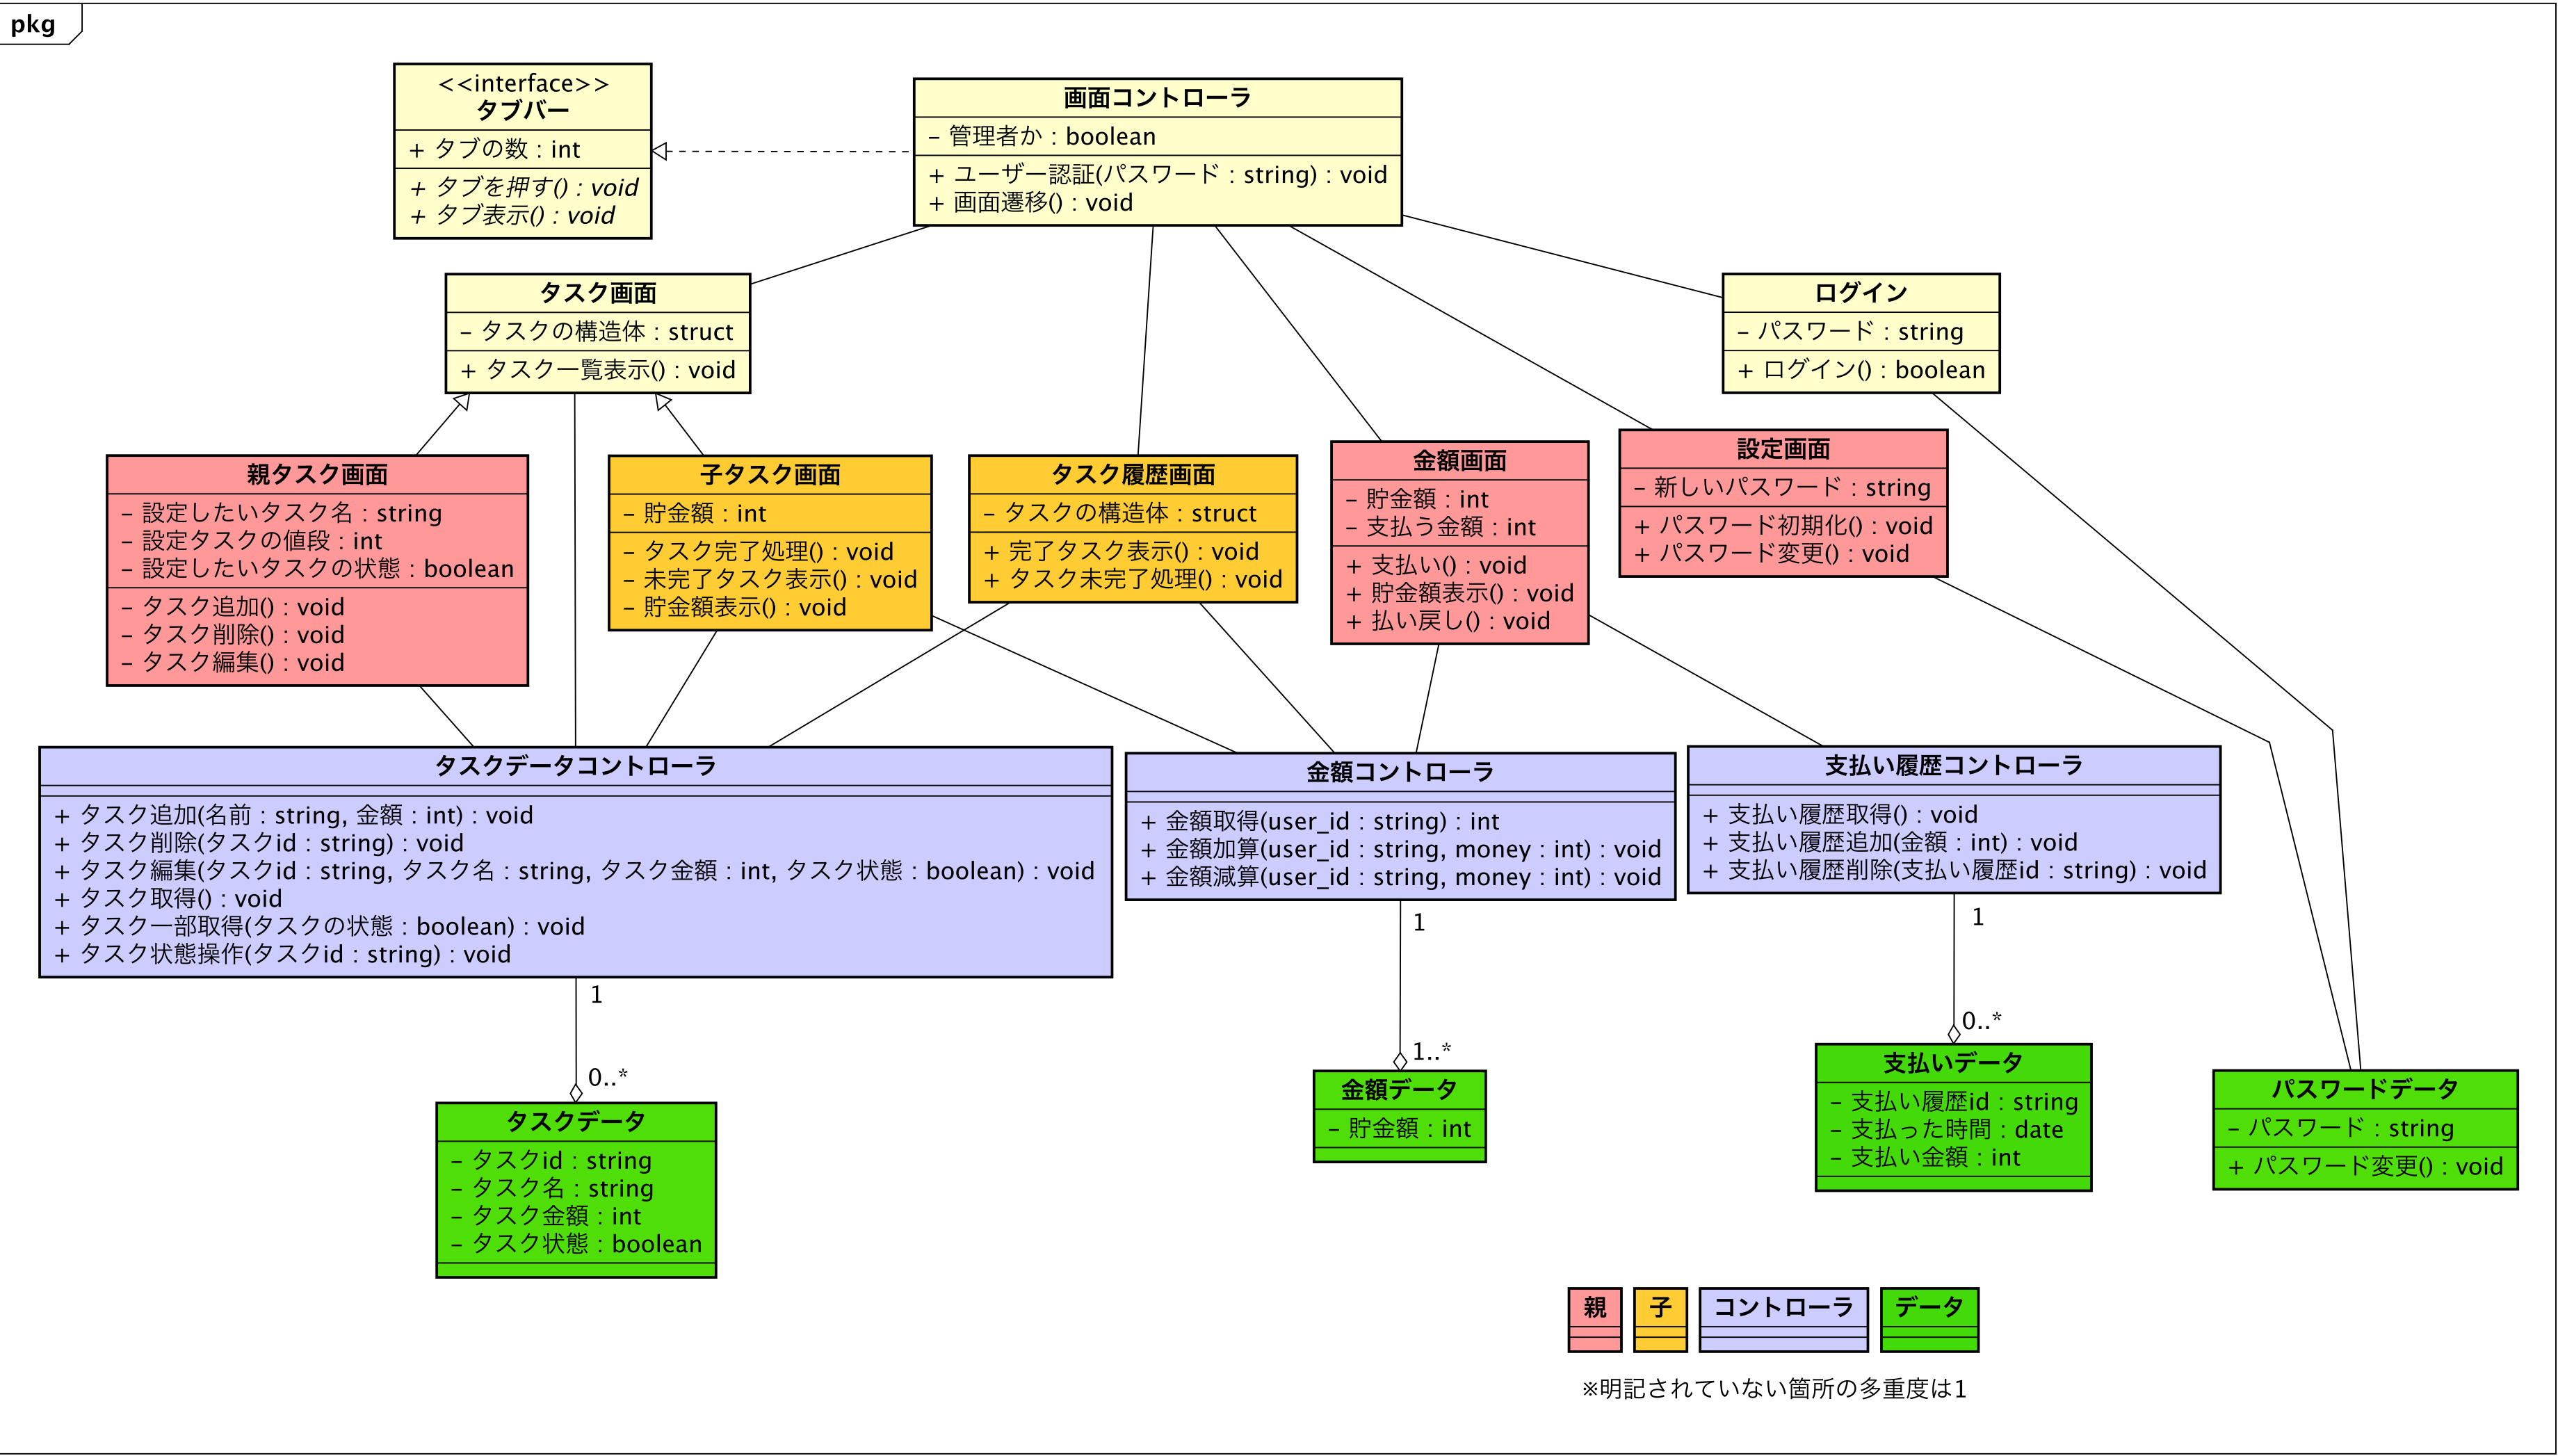 pkg
<<interface>>
タブバー
+ タブの数 : int
+ タブを押す() : void
+ タブ表示() : void
画面コントローラ
- 管理者か : boolean
+ ユーザー認証(パスワード : string) : void
+ 画面遷移() : void
タスク画面
- タスクの構造体 : struct
+ タスク一覧表示() : void
ログイン
- パスワード : string
+ ログイン() : boolean
親タスク画面
- 設定したいタスク名 : string
- 設定タスクの値段 : int
- 設定したいタスクの状態 : boolean
- タスク追加() : void
- タスク削除() : void
- タスク編集() : void
子タスク画面
- 貯金額 : int
- タスク完了処理() : void
- 未完了タスク表示() : void
- 貯金額表示() : void
タスク履歴画面
- タスクの構造体 : struct
+ 完了タスク表示() : void
+ タスク未完了処理() : void
金額画面
- 貯金額 : int
- 支払う金額 : int
+ 支払い() : void
+ 貯金額表示() : void
+ 払い戻し() : void
設定画面
- 新しいパスワード : string
+ パスワード初期化() : void
+ パスワード変更() : void
タスクデータコントローラ
+ タスク追加(名前 : string, 金額 : int) : void
+ タスク削除(タスクid : string) : void
+ タスク編集(タスクid : string, タスク名 : string, タスク金額 : int, タスク状態 : boolean) : void
+ タスク取得() : void
+ タスク一部取得(タスクの状態 : boolean) : void
+ タスク状態操作(タスクid : string) : void
金額コントローラ
+ 金額取得(user_id : string) : int
+ 金額加算(user_id : string, money : int) : void
+ 金額減算(user_id : string, money : int) : void
支払い履歴コントローラ
+ 支払い履歴取得() : void
+ 支払い履歴追加(金額 : int) : void
+ 支払い履歴削除(支払い履歴id : string) : void
1
0..*
1
1..*
1
0..*
タスクデータ
- タスクid : string
- タスク名 : string
- タスク金額 : int
- タスク状態 : boolean
金額データ
- 貯金額 : int
支払いデータ
- 支払い履歴id : string
- 支払った時間 : date
- 支払い金額 : int
パスワードデータ
- パスワード : string
+ パスワード変更() : void
親
子
コントローラ
データ
※明記されていない箇所の多重度は1